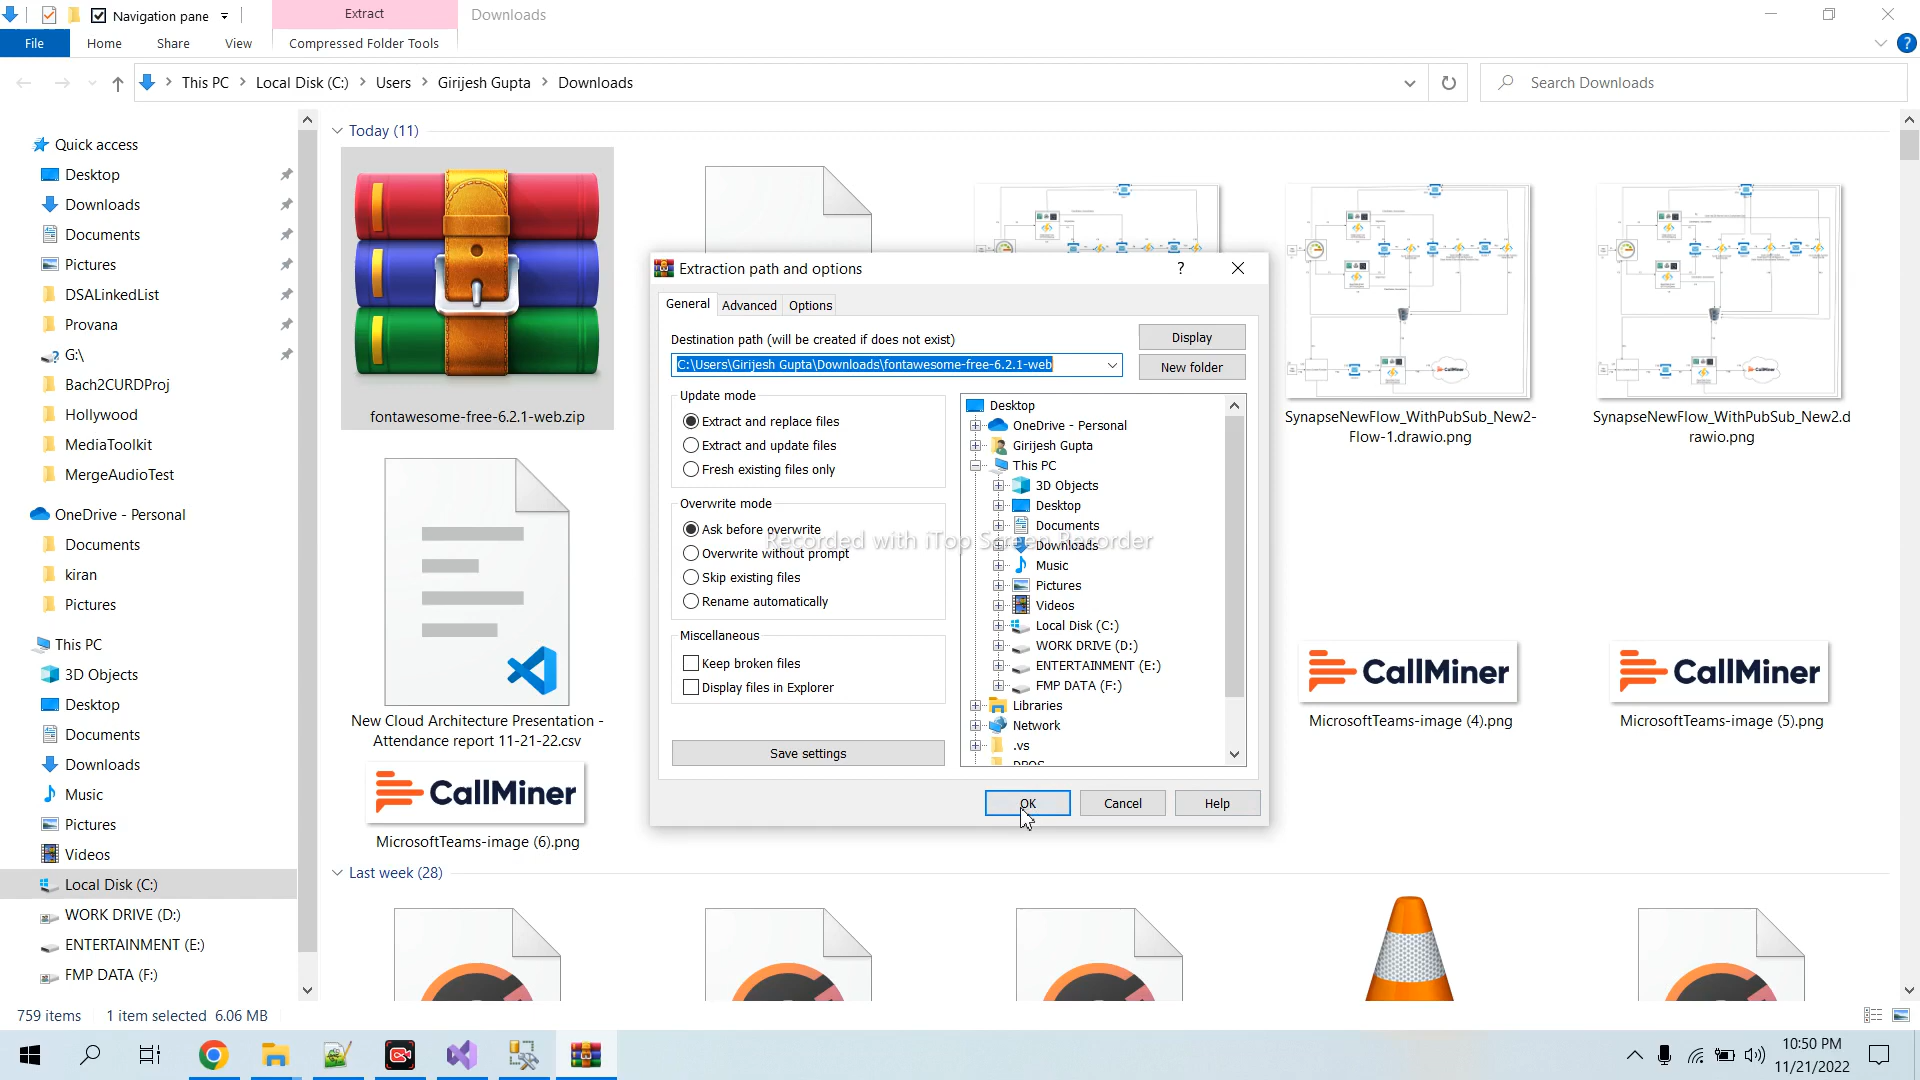 Navigation pane
Extract
Downloads
File
Home
Share
View
Compressed Folder Tools
This PC
Local Disk (C:)
Users
Girijesh Gupta
Downloads
Search Downloads
Quick access
Desktop
Downloads
Documents
Pictures
DSALinkedList
Provana
G:\
Bach2CURDProj
Hollywood
MediaToolkit
MergeAudioTest
OneDrive - Personal
Documents
kiran
Pictures
This PC
3D Objects
Desktop
Documents
Downloads
Music
Pictures
Videos
Local Disk (C:)
WORK DRIVE (D:)
ENTERTAINMENT (E:)
FMP DATA (F:)
Today (11)
fontawesome-free-6.2.1-web.zip
SynapseNewFlow_WithPubSub_New2-
Flow-1.drawio.png
SynapseNewFlow_WithPubSub_New2.d
rawio.png
New Cloud Architecture Presentation -
Attendance report 11-21-22.csv
CallMiner
MicrosoftTeams-image (4).png
CallMiner
MicrosoftTeams-image (5).png
CallMiner
MicrosoftTeams-image (6).png
Last week (28)
Extraction path and options
?
General
Advanced
Options
Destination path (will be created if does not exist)
Display
C:\Users\Girijesh Gupta\Downloads\fontawesome-free-6.2.1-web
New folder
Update mode
Extract and replace files
Extract and update files
Fresh existing files only
Overwrite mode
Ask before overwrite
Overwrite without prompt
Skip existing files
Rename automatically
Miscellaneous
Keep broken files
Display files in Explorer
Save settings
Desktop
OneDrive - Personal
Girijesh Gupta
This PC
3D Objects
Desktop
Documents
Downloads
Music
Pictures
Videos
Local Disk (C:)
WORK DRIVE (D:)
ENTERTAINMENT (E:)
FMP DATA (F:)
Libraries
Network
.vs
OK
Cancel
Help
Recorded with iTop Screen Recorder
759 items
1 item selected 6.06 MB
10:50 PM
11/21/2022